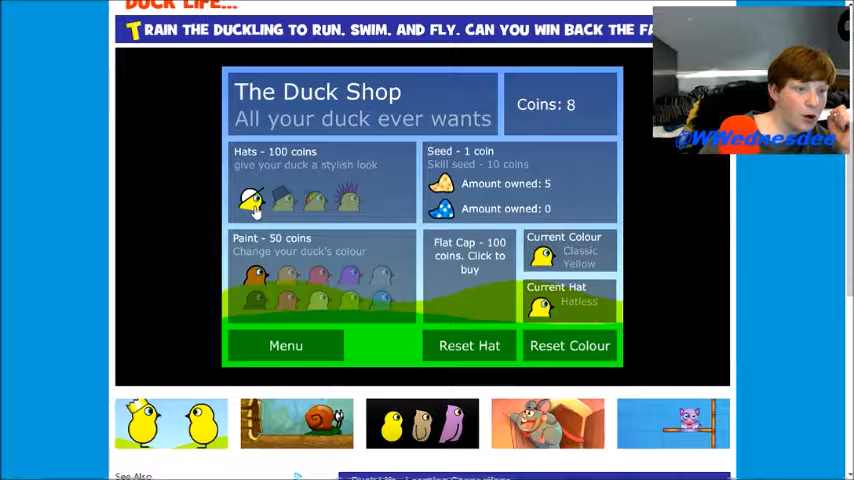 DUCK LIFE...
TRAIN THE DUCKLING TO RUN, SWIM, AND FLY. CAN YOU WIN BACK THE FA
@WWednesdee
The Duck Shop
All your duck ever wants
Coins: 8
Hats - 100 coins
give your duck a stylish look
Seed - 1 coin
Skill seed - 10 coins
Amount owned: 5
Amount owned: 0
Paint - 50 coins
Change your duck's colour
Flat Cap - 100
coins. Click to
buy
Current Colour
Classic
Yellow
Current Hat
Hatless
Menu
Reset Hat
Reset Colour
See Also